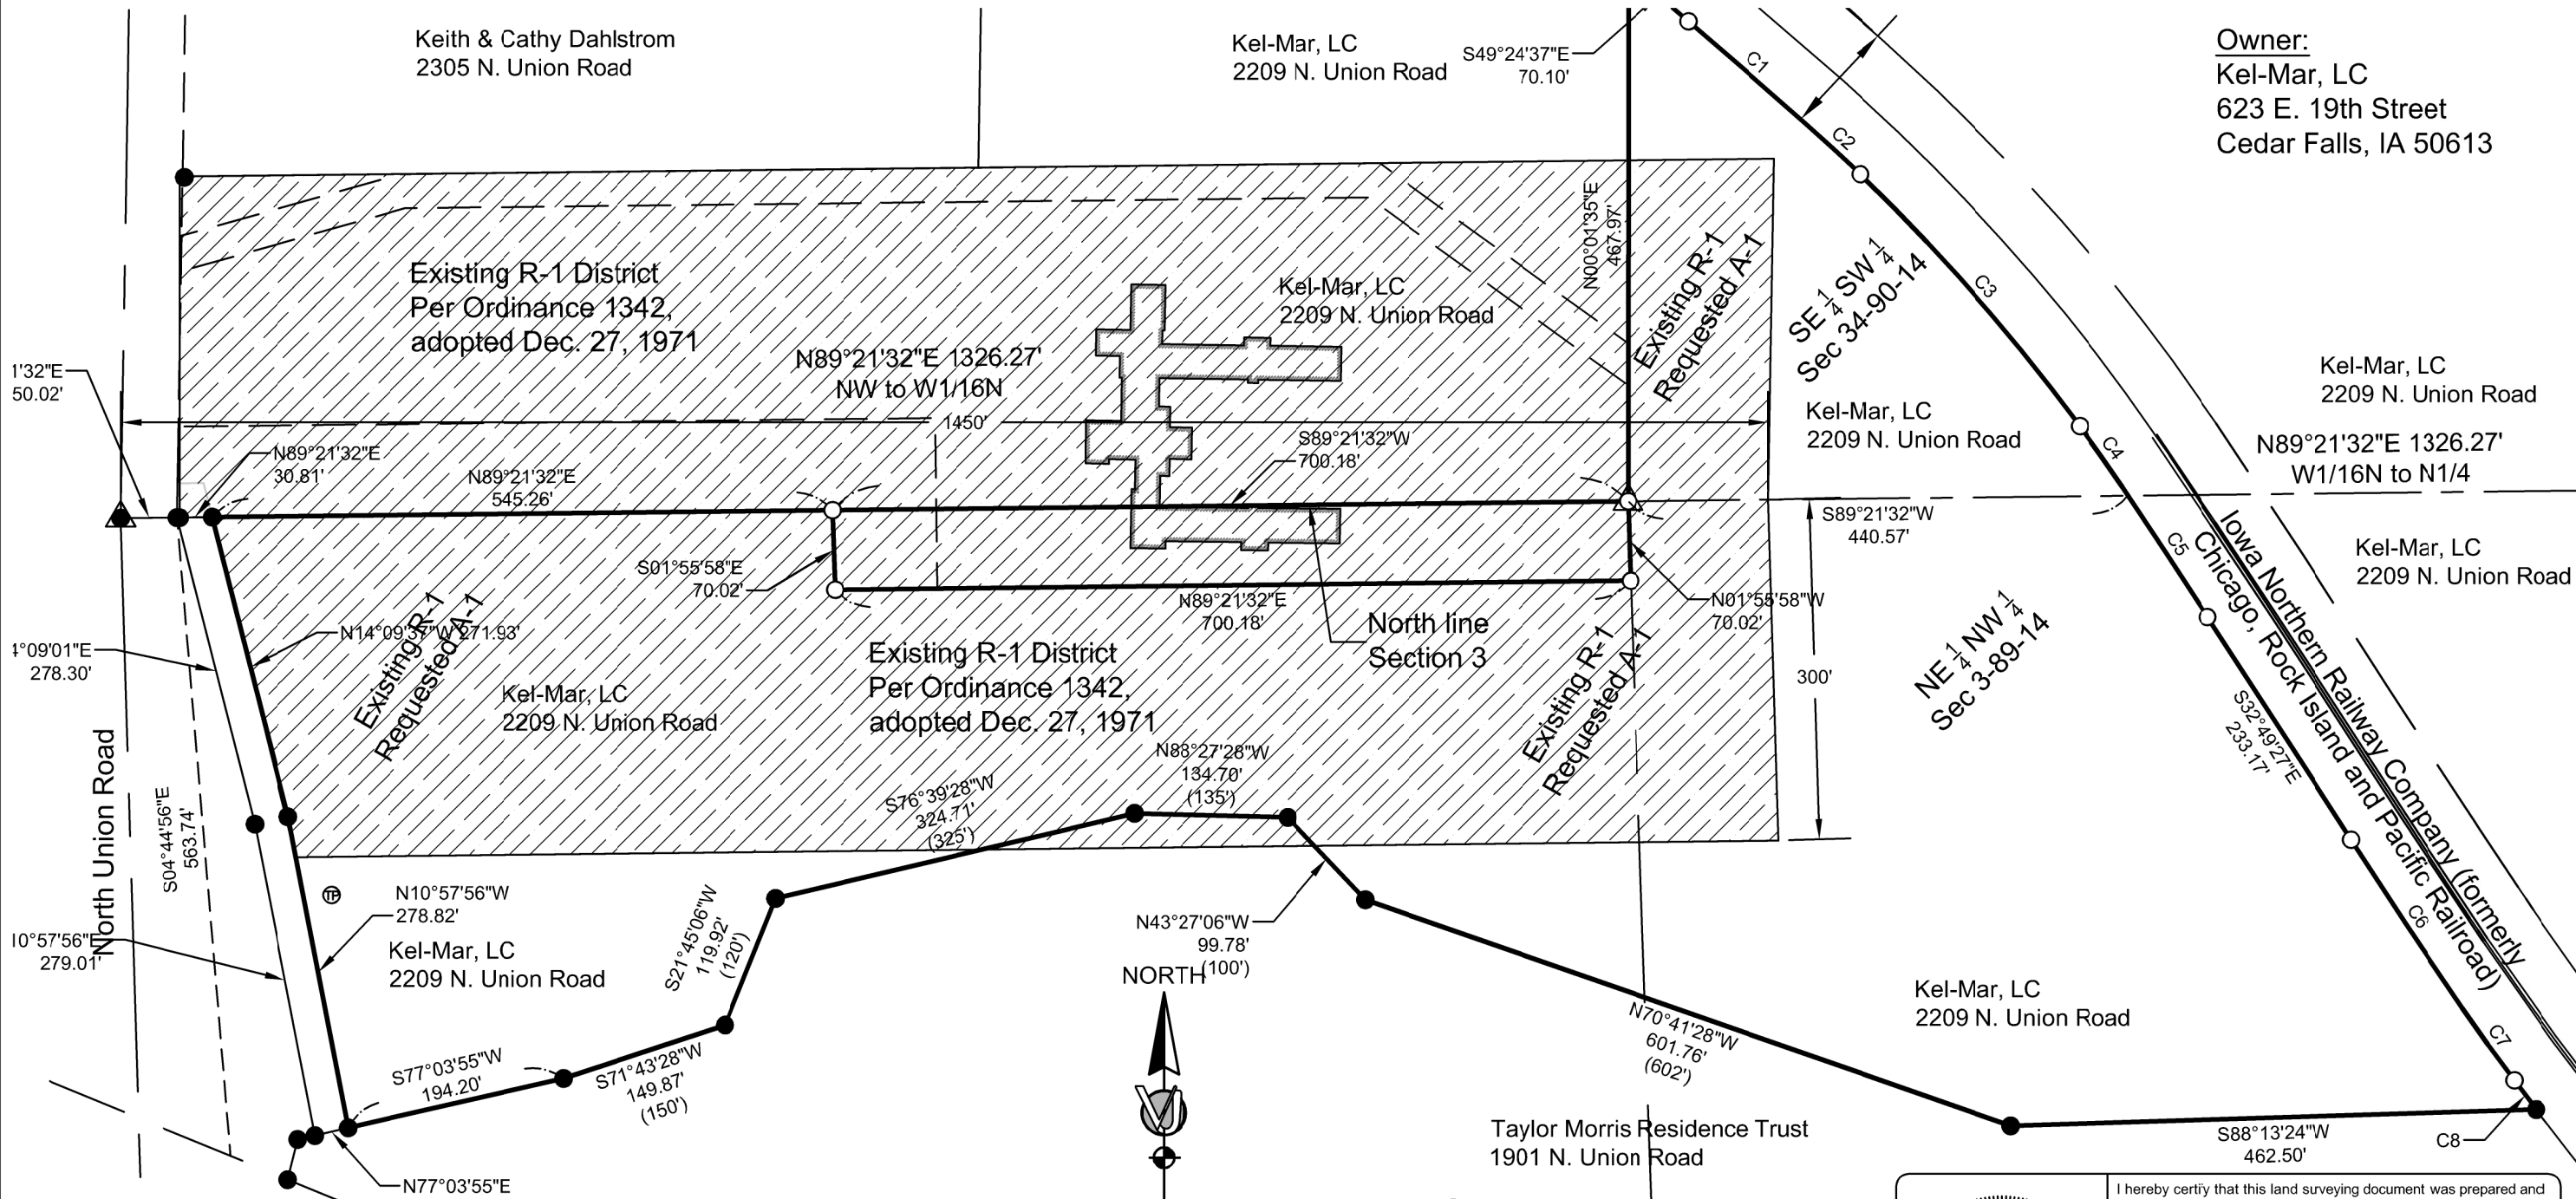 Keith & Cathy Dahlstrom
2305 N. Union Road
Kel-Mar, LC
2209 N. Union Road
S49°24'37"E
70.10'
C1
C2
Owner:
Kel-Mar, LC
623 E. 19th Street
Cedar Falls, IA 50613
Existing R-1 District
Per Ordinance 1342,
adopted Dec. 27, 1971
Kel-Mar, LC
2209 N. Union Road
N00°01'35"E
467.97'
Existing R-1
Requested A-1
SE 1/4 SW 1/4
Sec 34-90-14
C3
N89°21'32"E 1326.27'
NW to W1/16N
1'32"E
50.02'
1450'
Kel-Mar, LC
2209 N. Union Road
Kel-Mar, LC
2209 N. Union Road
N89°21'32"E 1326.27'
W1/16N to N1/4
C4
N89°21'32"E
30.81'
N89°21'32"E
545.26'
S89°21'32"W
700.18'
S89°21'32"W
440.57'
C5
Kel-Mar, LC
2209 N. Union Road
S01°55'58"E
70.02'
N89°21'32"E
700.18'
N01°55'58"W
70.02'
North line
Section 3
N14°09'37"W 271.93'
Existing R-1
Requested A-1
4°09'01"E
278.30'
Kel-Mar, LC
2209 N. Union Road
Existing R-1 District
Per Ordinance 1342,
adopted Dec. 27, 1971
Existing R-1
Requested A-1
300'
NE 1/4 NW 1/4
Sec 3-89-14
Iowa Northern Railway Company (formerly
Chicago, Rock Island and Pacific Railroad)
S32°49'27"E
233.17'
N88°27'28"W
134.70'
(135')
S76°39'28"W
324.71'
(325')
North Union Road
S04°44'56"E
563.74'
TP
N10°57'56"W
278.82'
Kel-Mar, LC
2209 N. Union Road
10°57'56"E
279.01'
S21°45'06"W
119.92'
(120')
N43°27'06"W
99.78'
(100')
NORTH
C6
C7
Kel-Mar, LC
2209 N. Union Road
N70°41'28"W
601.76'
(602')
S77°03'55"W
194.20'
S71°43'28"W
149.87'
(150')
VJ
Taylor Morris Residence Trust
1901 N. Union Road
S88°13'24"W
462.50'
C8
N77°03'55"E
I hereby certify that this land surveying document was prepared and